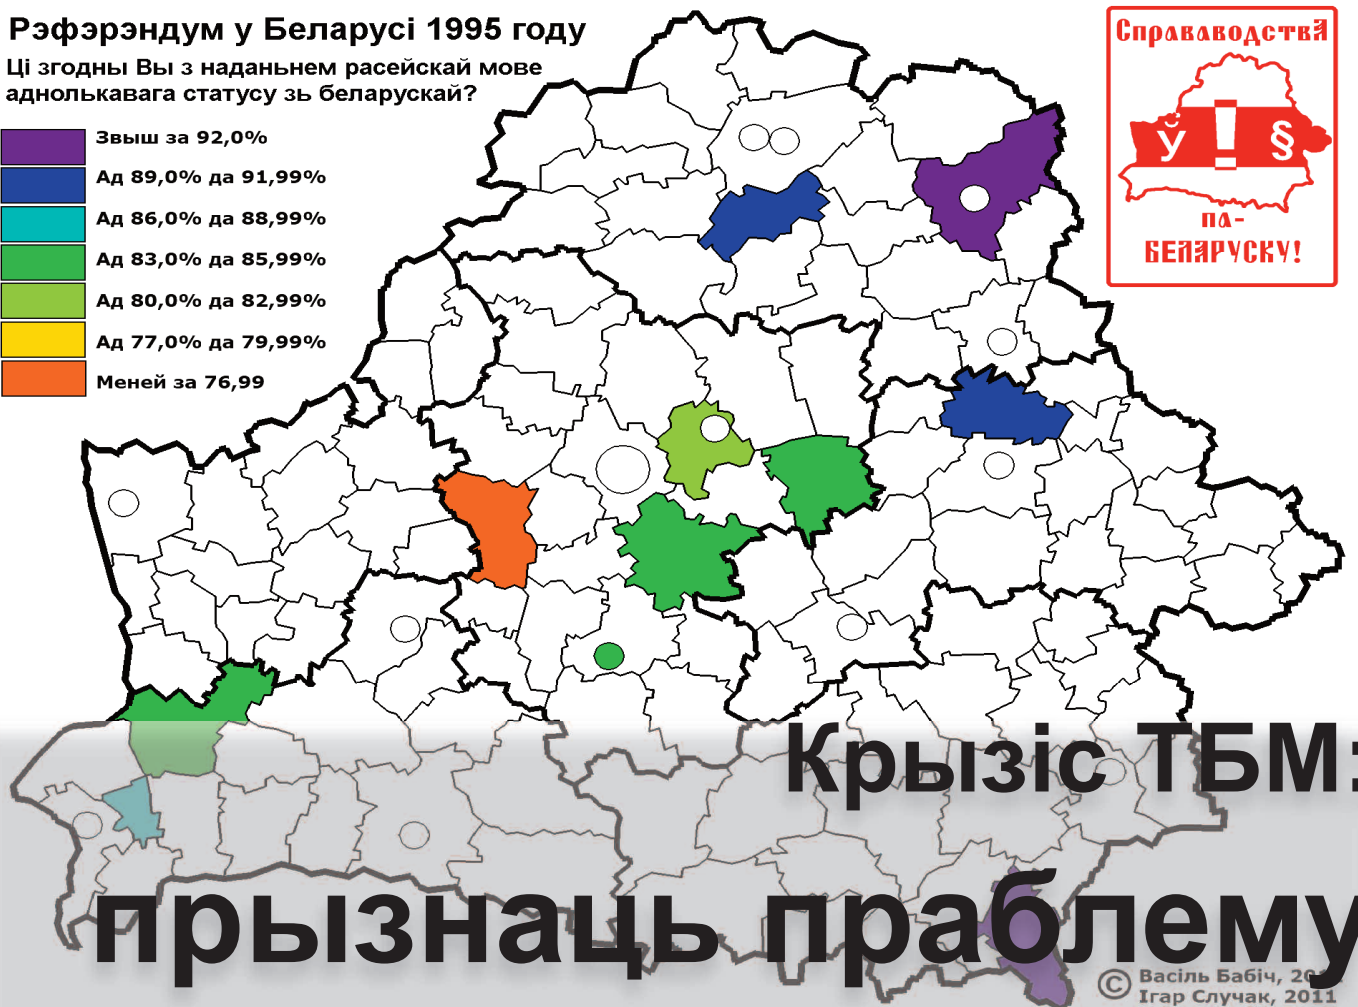 Рэфэрэндум у Беларусі 1995 году
Ці згодны Вы з наданьнем расейскай мове
аднолькавага статусу зь беларускай?
Звыш за 92,0%
Ад 89,0% да 91,99%
Ад 86,0% да 88,99%
Ад 83,0% да 85,99%
Ад 80,0% да 82,99%
Ад 77,0% да 79,99%
Меней за 76,99
Справаводства
Ў ! §
па-
БЕЛАРУСКУ!
Крызіс ТБМ:
прызнаць праблему
© Васіль Бабіч,
Ігар Случак, 2011